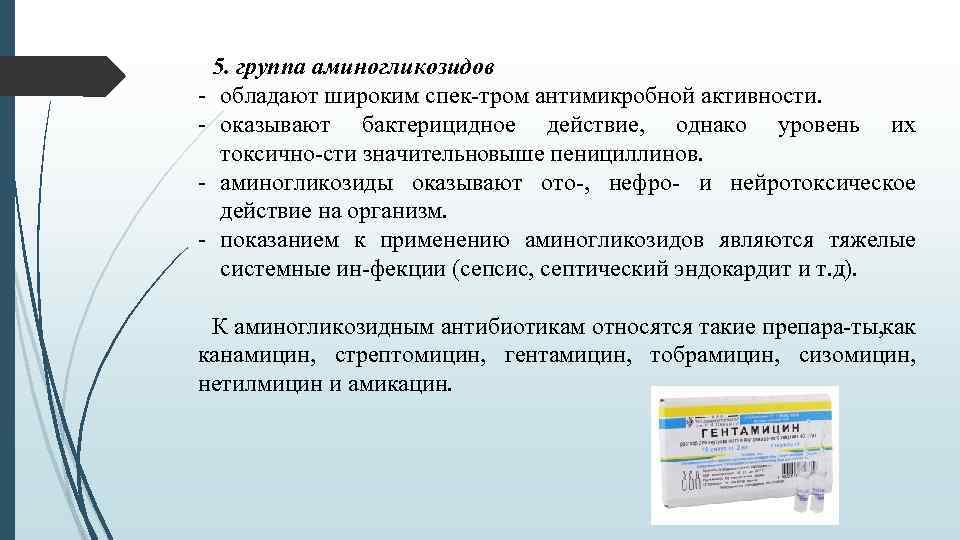 5. группа аминогликозидов
- обладают широким спек-тром антимикробной активности.
- оказывают бактерицидное действие, однако уровень их
токсично-сти значительновыше пенициллинов.
- аминогликозиды оказывают ото-, нефро- и нейротоксическое
действие на организм.
- показанием к применению аминогликозидов являются тяжелые
системные ин-фекции (сепсис, септический эндокардит и т.д).
К аминогликозидным антибиотикам относятся такие препара-ты,как
канамицин, стрептомицин, гентамицин, тобрамицин, сизомицин,
нетилмицин и амикацин.
ГЕНТАМИЦИН